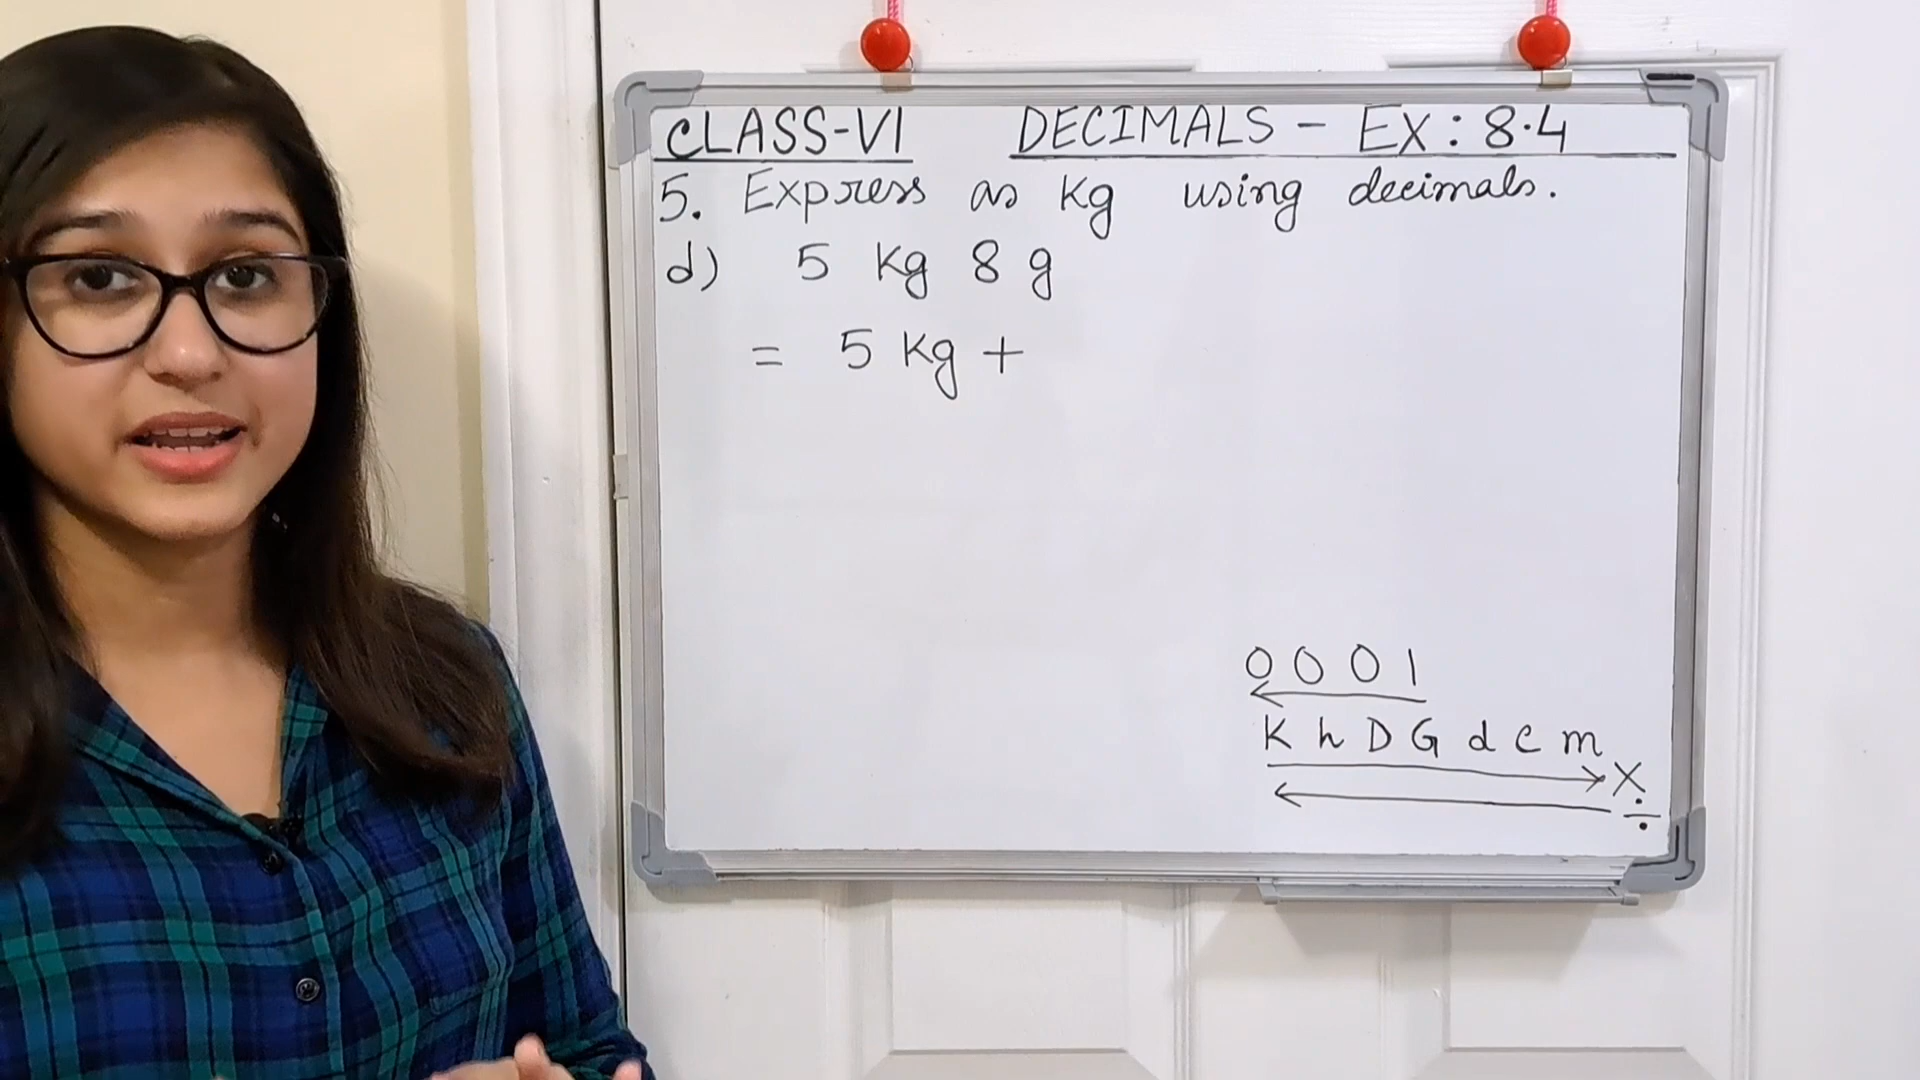 CLASS-VI DECIMALS - EX: 8.4
5. Express as Kg using decimals.
d) 5 Kg 8 g
= 5 Kg +
0 0 0 1
K h D G d c m
×
÷